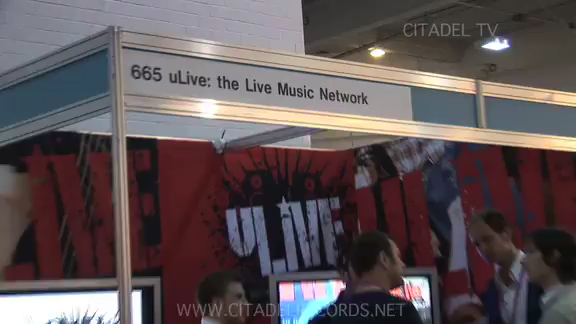 CITADEL TV
665 uLive: the Live Music Network
uLIVE
WWW.CITADELRECORDS.NET